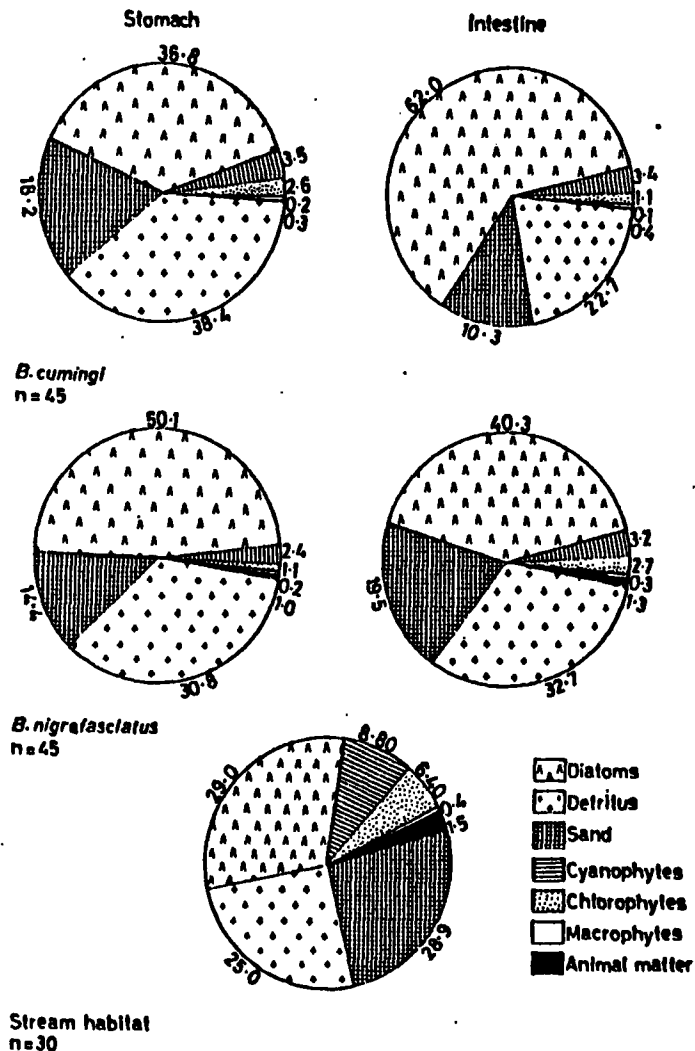 Stomach
Intestine
36.8
3.5
2.6
0.2
0.3
38.4
18.2
62.0
3.4
1.1
0.1
0.4
22.7
10.3
B. cumingi
n = 45
50.1
2.4
1.1
0.2
1.0
30.8
40.3
3.2
2.7
0.3
1.3
32.7
19.5
B. nigrofasciatus
n = 45
8.80
6.40
0.4
1.5
28.9
25.0
29.0
Diatoms
Detritus
Sand
Cyanophytes
Chlorophytes
Macrophytes
Animal matter
Stream habitat
n = 30